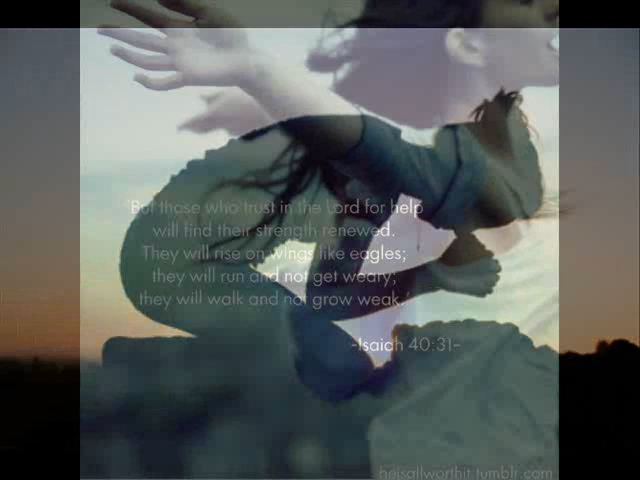 "But those who trust in the Lord for help
will find their strength renewed.
They will rise on wings like eagles;
they will run and not get weary;
they will walk and not grow weak.
-Isaiah 40:31-
heisallworthit.tumblr.com